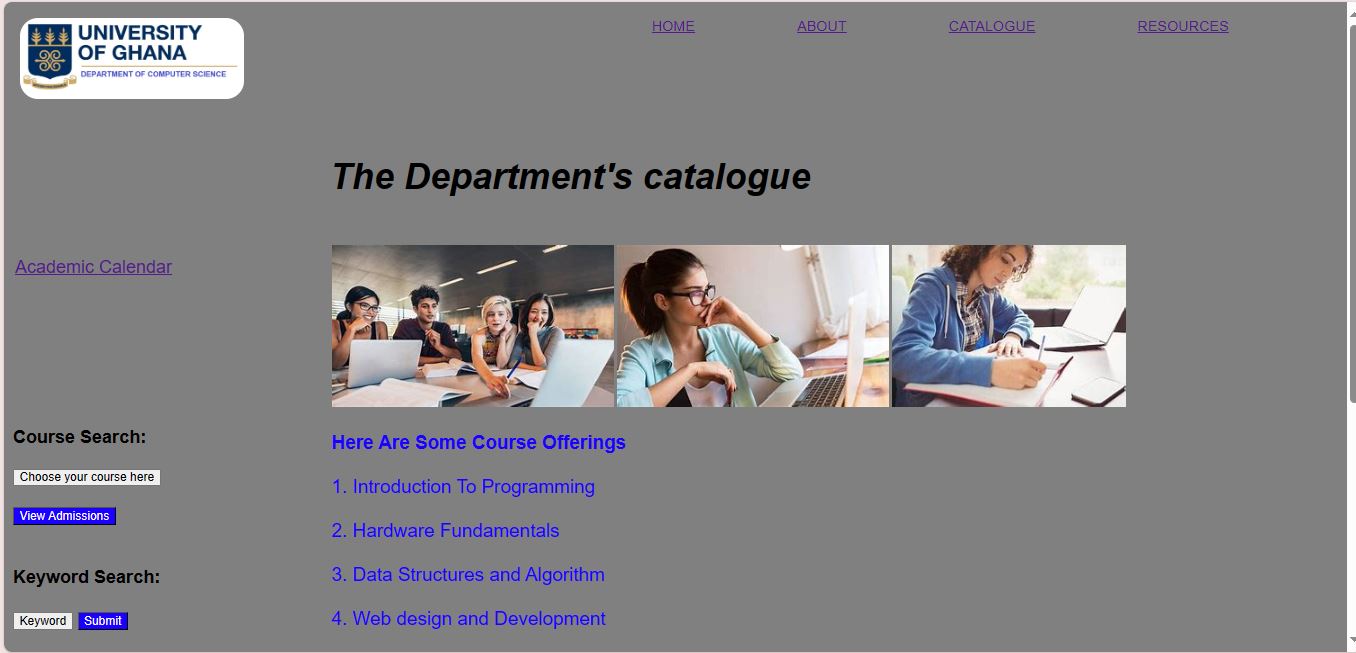 UNIVERSITY
OF GHANA
DEPARTMENT OF COMPUTER SCIENCE
HOME ABOUT CATALOGUE RESOURCES
The Department's catalogue
Academic Calendar
Course Search:
Choose your course here
View Admissions
Keyword Search:
Keyword Submit
Here Are Some Course Offerings
1. Introduction To Programming
2. Hardware Fundamentals
3. Data Structures and Algorithm
4. Web design and Development